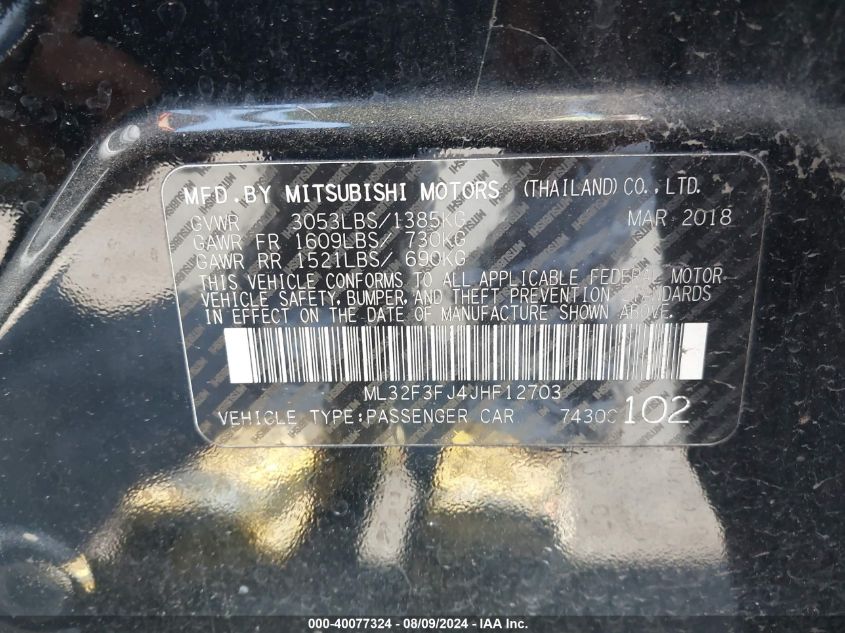 MFD. BY MITSUBISHI MOTORS (THAILAND) CO., LTD.
GVWR 3053LBS/1385KG MAR 2018
GAWR FR 1609LBS/ 730KG
GAWR RR 1521LBS/ 690KG
THIS VEHICLE CONFORMS TO ALL APPLICABLE FEDERAL MOTOR-
VEHICLE SAFETY, BUMPER, AND THEFT PREVENTION STANDARDS
IN EFFECT ON THE DATE OF MANUFACTURE SHOWN ABOVE.
ML32F3FJ4JHF12703
VEHICLE TYPE:PASSENGER CAR 102
000-40077324 - 08/09/2024 - IAA Inc.